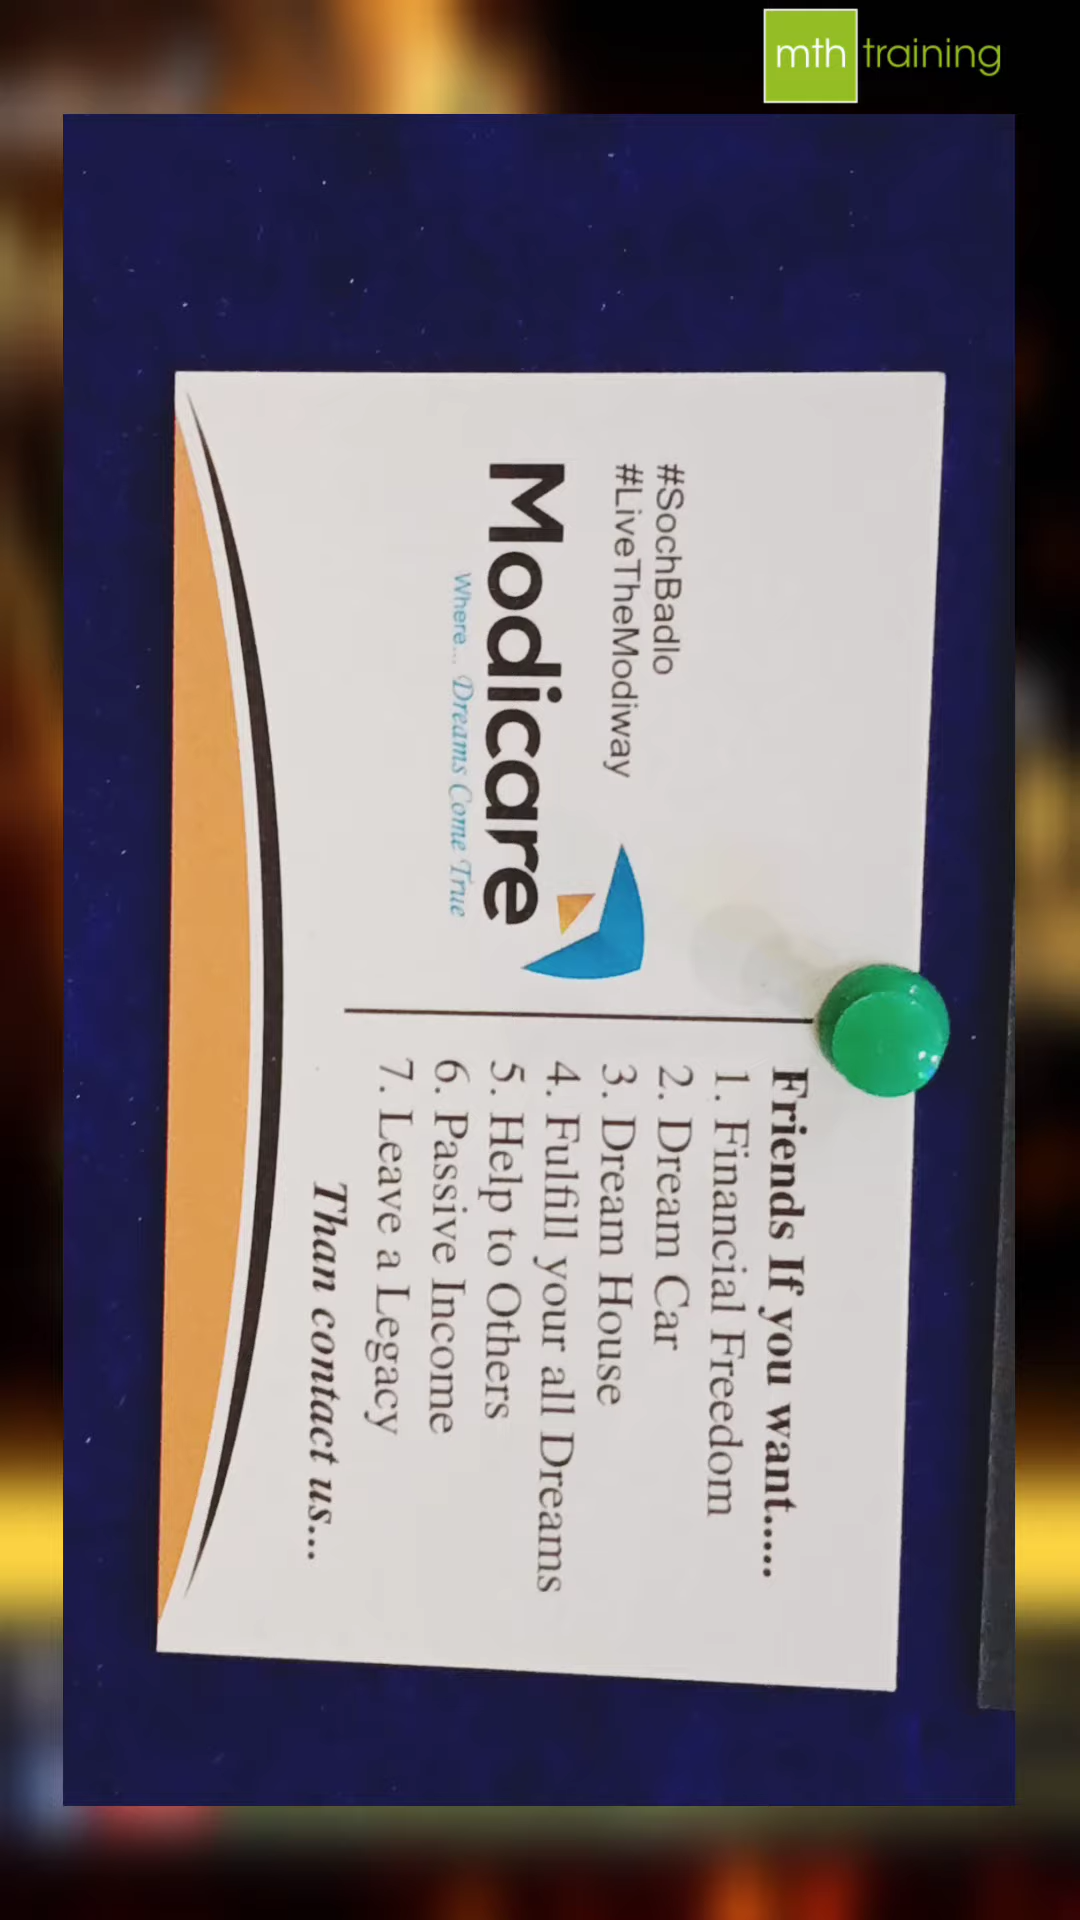 mth training
#SochBadlo
#LiveTheModiway
Modicare
Where... Dreams Come True
Friends If you want.....
1. Financial Freedom
2. Dream Car
3. Dream House
4. Fulfill your all Dreams
5. Help to Others
6. Passive Income
7. Leave a Legacy
Than contact us...